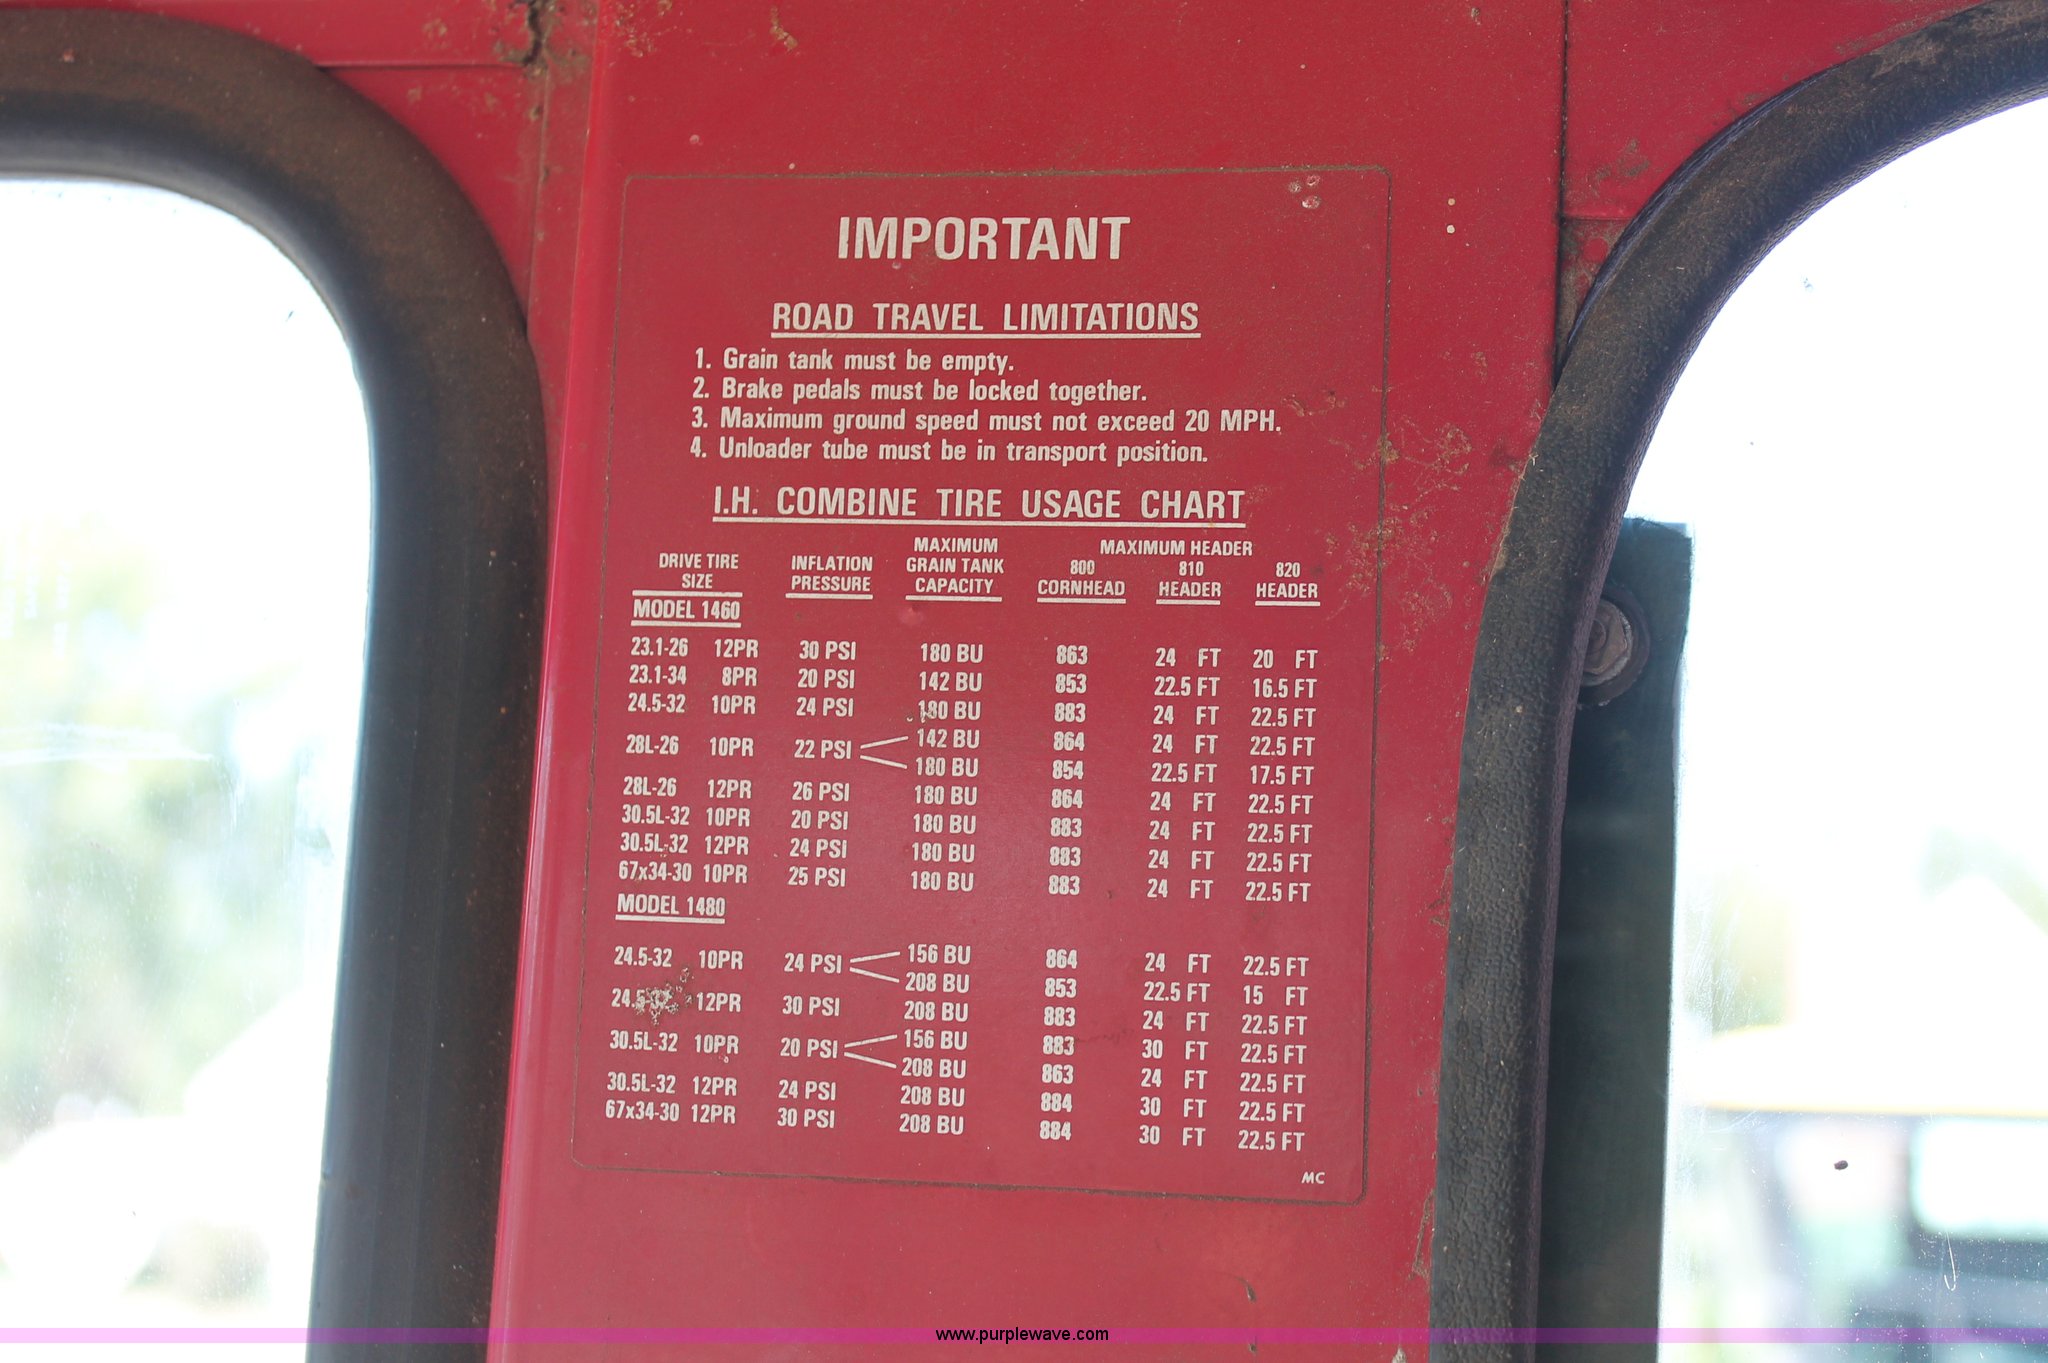 IMPORTANT
ROAD TRAVEL LIMITATIONS
1. Grain tank must be empty.
2. Brake pedals must be locked together.
3. Maximum ground speed must not exceed 20 MPH.
4. Unloader tube must be in transport position.
I.H. COMBINE TIRE USAGE CHART
DRIVE TIRE SIZE INFLATION PRESSURE MAXIMUM GRAIN TANK CAPACITY MAXIMUM HEADER
800 CORNHEAD 810 HEADER 820 HEADER
MODEL 1460
23.1-26 12PR 30 PSI 180 BU 863 24 FT 20 FT
23.1-34 8PR 20 PSI 142 BU 853 22.5 FT 16.5 FT
24.5-32 10PR 24 PSI 180 BU 883 24 FT 22.5 FT
28L-26 10PR 22 PSI 142 BU 864 24 FT 22.5 FT
180 BU 854 22.5 FT 17.5 FT
28L-26 12PR 26 PSI 180 BU 864 24 FT 22.5 FT
30.5L-32 10PR 20 PSI 180 BU 883 24 FT 22.5 FT
30.5L-32 12PR 24 PSI 180 BU 883 24 FT 22.5 FT
67x34-30 10PR 25 PSI 180 BU 883 24 FT 22.5 FT
MODEL 1480
24.5-32 10PR 24 PSI 156 BU 864 24 FT 22.5 FT
208 BU 853 22.5 FT 15 FT
12PR 30 PSI 208 BU 883 24 FT 22.5 FT
30.5L-32 10PR 20 PSI 156 BU 883 30 FT 22.5 FT
208 BU 863 24 FT 22.5 FT
30.5L-32 12PR 24 PSI 208 BU 884 30 FT 22.5 FT
67x34-30 12PR 30 PSI 208 BU 884 30 FT 22.5 FT
MC
www.purplewave.com